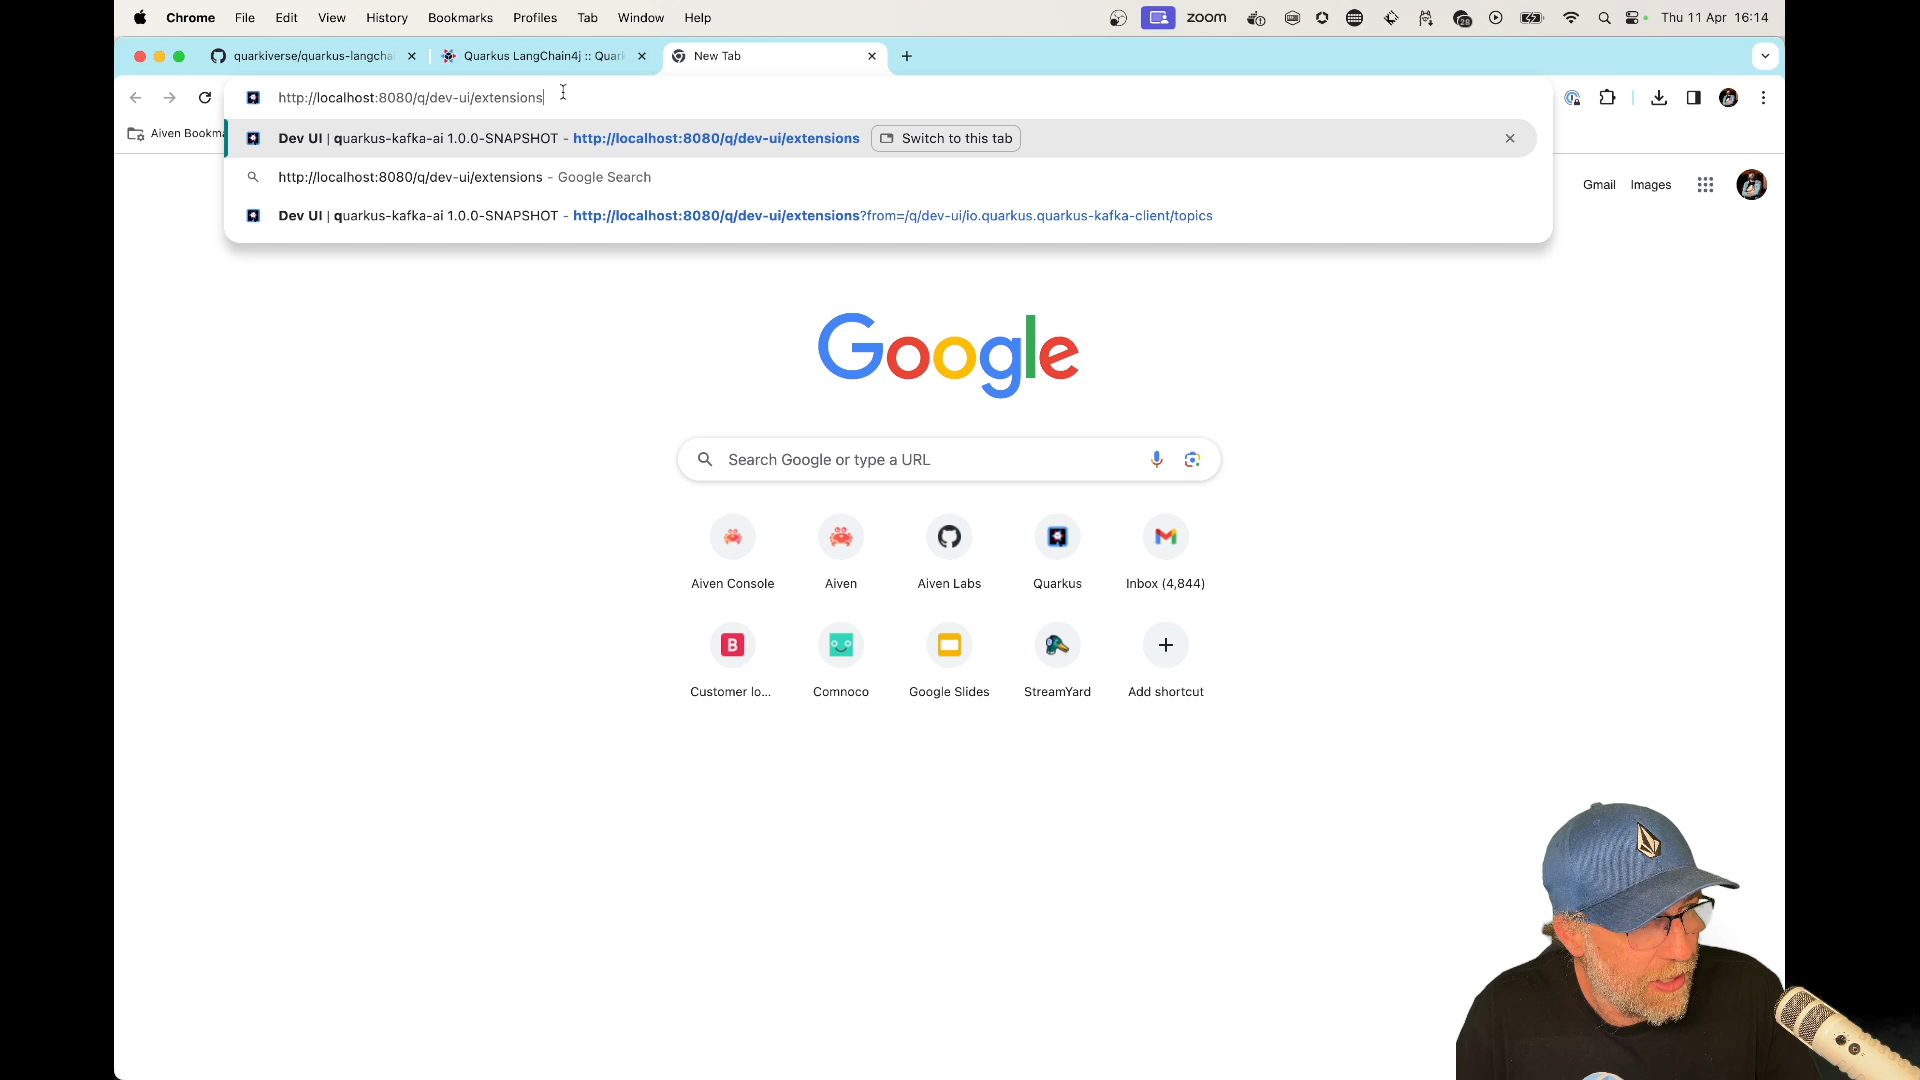 Chrome File Edit View History Bookmarks Profiles Tab Window Help
zoom 28 Thu 11 Apr 16:14
quarkiverse/quarkus-langcha Quarkus LangChain4j :: Quark New Tab
http://localhost:8080/q/dev-ui/extensions
Aiven Bookma
Dev UI | quarkus-kafka-ai 1.0.0-SNAPSHOT - http://localhost:8080/q/dev-ui/extensions Switch to this tab
http://localhost:8080/q/dev-ui/extensions - Google Search
Dev UI | quarkus-kafka-ai 1.0.0-SNAPSHOT - http://localhost:8080/q/dev-ui/extensions?from=/q/dev-ui/io.quarkus.quarkus-kafka-client/topics
Gmail Images
Google
Search Google or type a URL
Aiven Console Aiven Aiven Labs Quarkus Inbox (4,844)
B
Customer lo... Comnoco Google Slides StreamYard Add shortcut